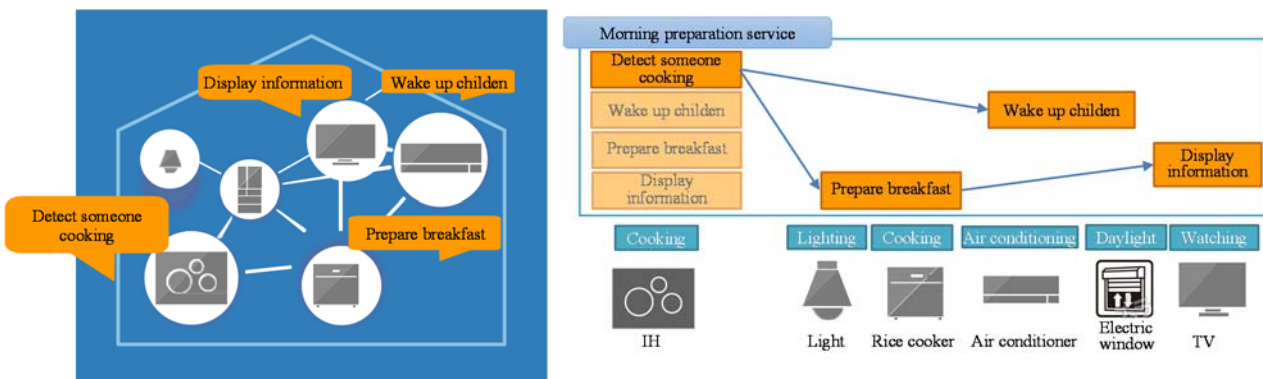 Display information
Wake up childen
Detect someone
cooking
Prepare breakfast
Morning preparation service
Detect someone
cooking
Wake up childen
Prepare breakfast
Display
information
Wake up childen
Prepare breakfast
Display
information
Cooking
Lighting
Cooking
Air conditioning
Daylight
Watching
IH
Light
Rice cooker
Air conditioner
Electric
window
TV